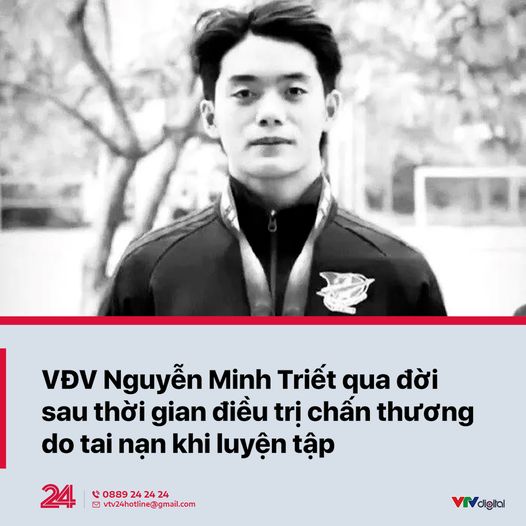 VĐV Nguyễn Minh Triết qua đời
sau thời gian điều trị chấn thương
do tai nạn khi luyện tập
24
0889 24 24 24
vtv24hotline@gmail.com
VTV digital